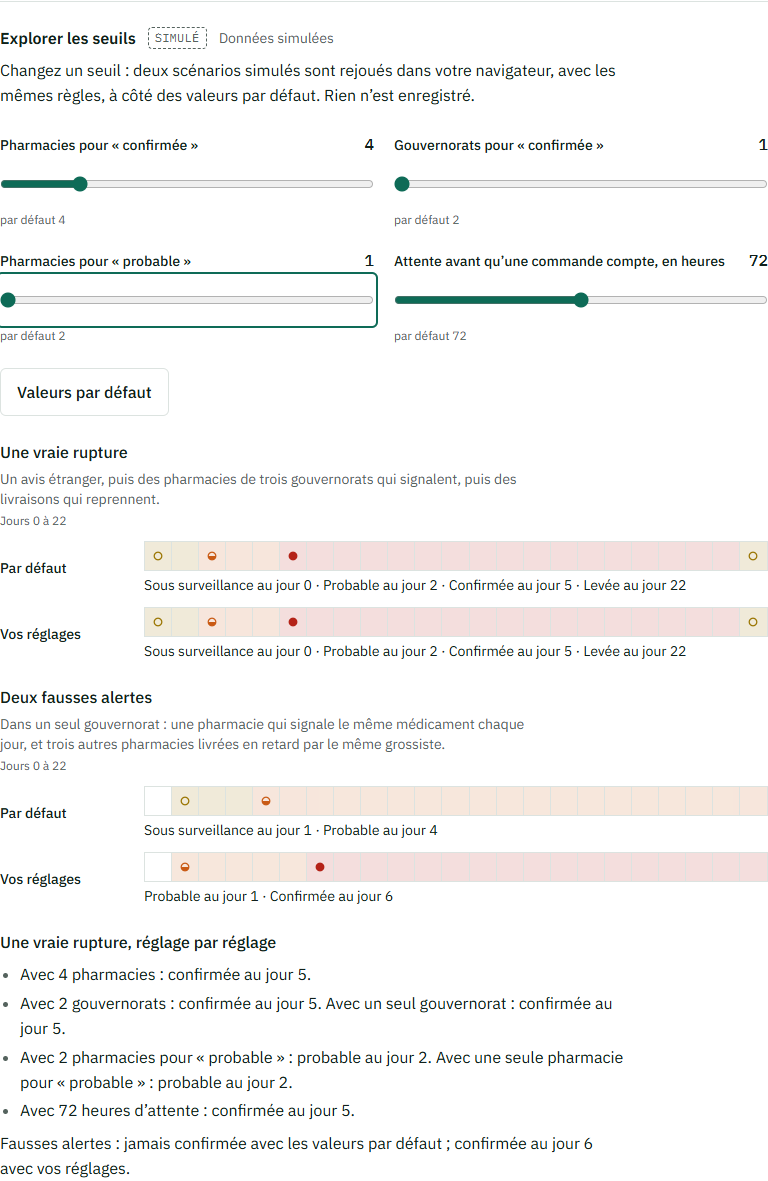 Explorer les seuils SIMULÉ Données simulées
Changez un seuil : deux scénarios simulés sont rejoués dans votre navigateur, avec les
mêmes règles, à côté des valeurs par défaut. Rien n’est enregistré.
Pharmacies pour « confirmée » 4
par défaut 4
Gouvernorats pour « confirmée » 1
par défaut 2
Pharmacies pour « probable » 1
par défaut 2
Attente avant qu’une commande compte, en heures 72
par défaut 72
Valeurs par défaut
Une vraie rupture
Un avis étranger, puis des pharmacies de trois gouvernorats qui signalent, puis des
livraisons qui reprennent.
Jours 0 à 22
Par défaut
Sous surveillance au jour 0 · Probable au jour 2 · Confirmée au jour 5 · Levée au jour 22
Vos réglages
Sous surveillance au jour 0 · Probable au jour 2 · Confirmée au jour 5 · Levée au jour 22
Deux fausses alertes
Dans un seul gouvernorat : une pharmacie qui signale le même médicament chaque
jour, et trois autres pharmacies livrées en retard par le même grossiste.
Jours 0 à 22
Par défaut
Sous surveillance au jour 1 · Probable au jour 4
Vos réglages
Probable au jour 1 · Confirmée au jour 6
Une vraie rupture, réglage par réglage
• Avec 4 pharmacies : confirmée au jour 5.
• Avec 2 gouvernorats : confirmée au jour 5. Avec un seul gouvernorat : confirmée au
jour 5.
• Avec 2 pharmacies pour « probable » : probable au jour 2. Avec une seule pharmacie
pour « probable » : probable au jour 2.
• Avec 72 heures d’attente : confirmée au jour 5.
Fausses alertes : jamais confirmée avec les valeurs par défaut ; confirmée au jour 6
avec vos réglages.